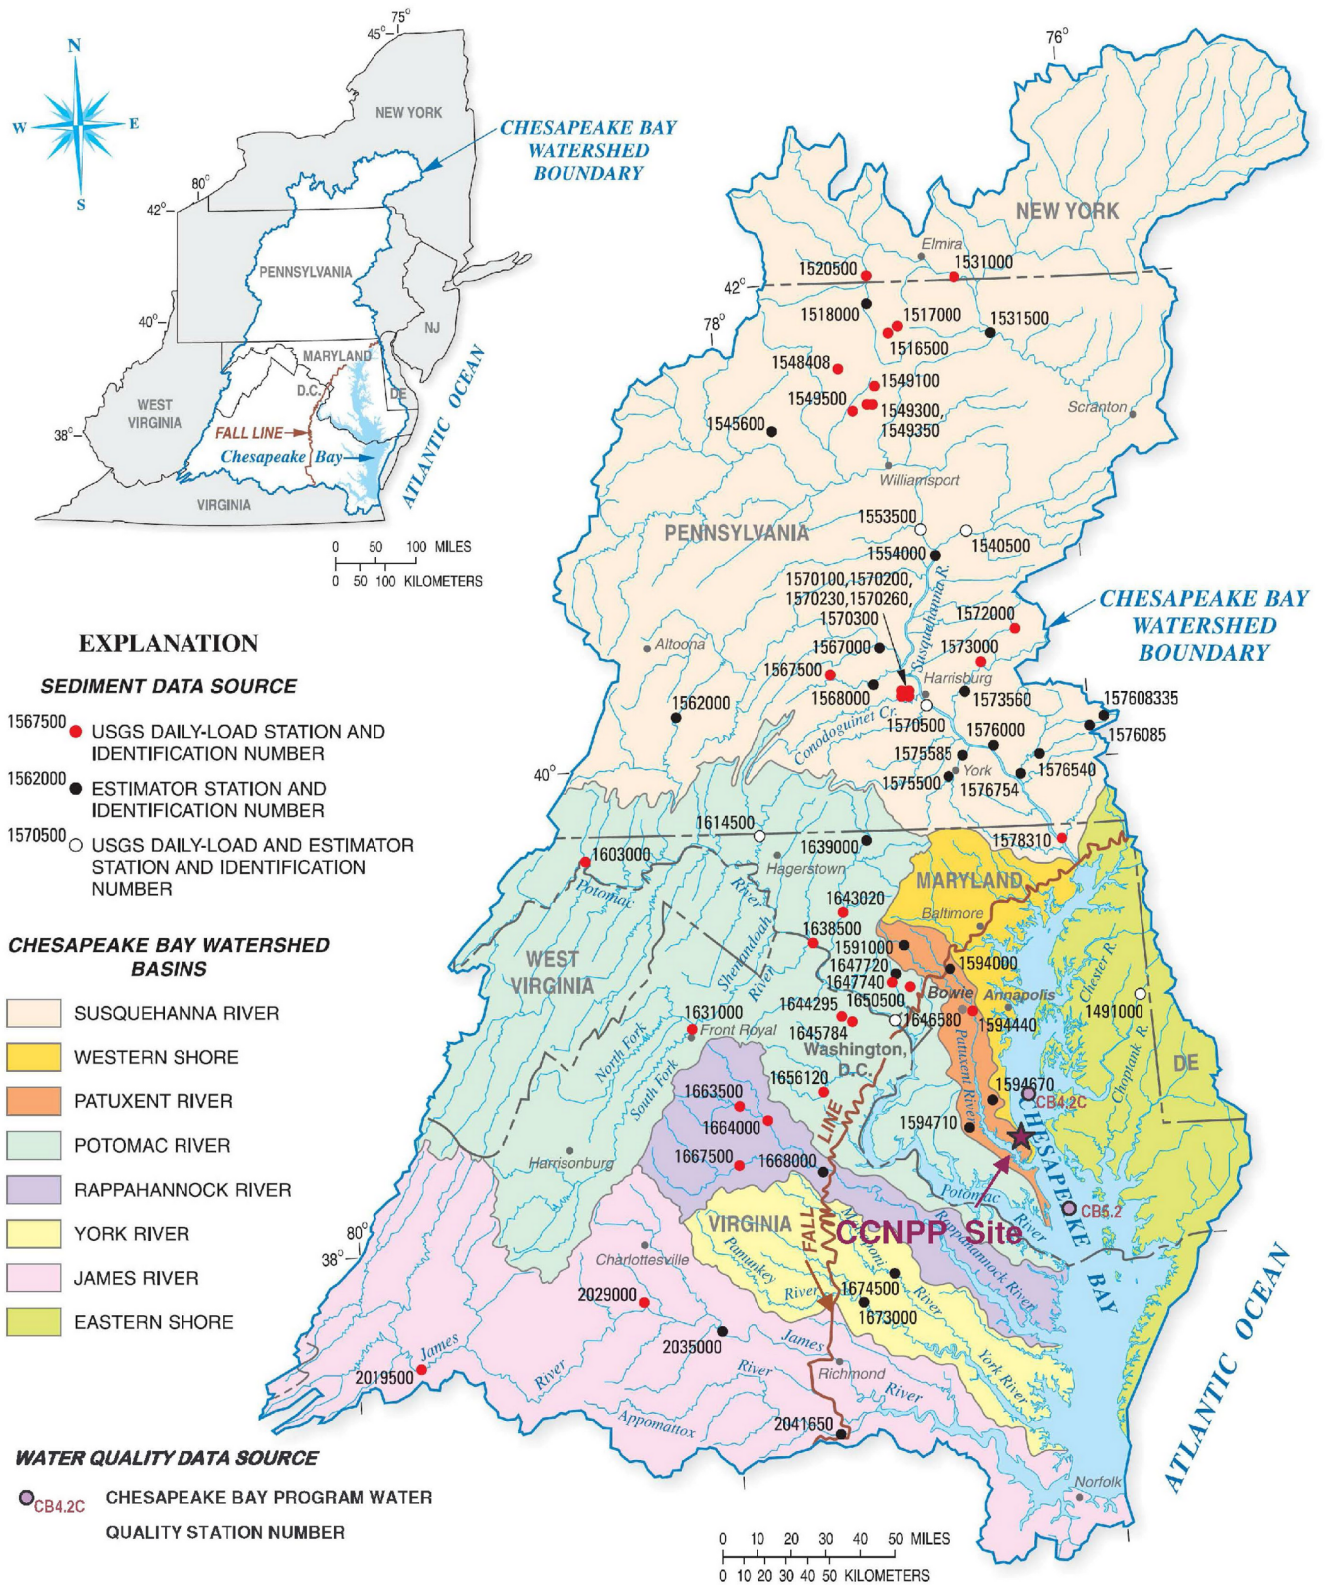 75°
45°
N
W
E
S
NEW YORK
CHESAPEAKE BAY
WATERSHED
BOUNDARY
80°
42°
PENNSYLVANIA
40°
NJ
MARYLAND
D.C.
DE
WEST
VIRGINIA
FALL LINE
38°
Chesapeake Bay
ATLANTIC OCEAN
VIRGINIA
0 50 100 MILES
0 50 100 KILOMETERS
EXPLANATION
SEDIMENT DATA SOURCE
1567500
USGS DAILY-LOAD STATION AND
IDENTIFICATION NUMBER
1562000
ESTIMATOR STATION AND
IDENTIFICATION NUMBER
1570500
USGS DAILY-LOAD AND ESTIMATOR
STATION AND IDENTIFICATION
NUMBER
CHESAPEAKE BAY WATERSHED
BASINS
SUSQUEHANNA RIVER
WESTERN SHORE
PATUXENT RIVER
POTOMAC RIVER
RAPPAHANNOCK RIVER
YORK RIVER
JAMES RIVER
EASTERN SHORE
WATER QUALITY DATA SOURCE
CB4.2C
CHESAPEAKE BAY PROGRAM WATER
QUALITY STATION NUMBER
76°
NEW YORK
Elmira
1520500
1531000
42°
1518000
1517000
1531500
78°
1516500
1548408
1549100
1549500
1549300,
1549350
1545600
Scranton
Williamsport
1553500
PENNSYLVANIA
1540500
1554000
1570100,1570200,
1570230,1570260,
1570300
Susquehanna R.
1572000
CHESAPEAKE BAY
WATERSHED
BOUNDARY
Altoona
1567000
1573000
1567500
Harrisburg
1568000
1573560
1562000
157608335
Conodoguinet Cr.
1570500
1576000
1576085
1575585
York
1576540
40°
1575500
1576754
1614500
1578310
1639000
1603000
Hagerstown
MARYLAND
Potomac
River
1643020
Baltimore
1638500
1591000
Shenandoah
River
1594000
1647720
WEST
VIRGINIA
1647740
Chester R.
1650500
Bowie
Annapolis
1644295
1491000
1631000
1646580
1594440
Front Royal
1645784
North Fork
South Fork
Washington,
D.C.
Patuxent River
Choptank R.
DE
1656120
1594670
CB4.2C
1663500
1664000
LINE
1594710
CHESAPEAKE
BAY
Harrisonburg
1667500
1668000
Potomac
River
CB5.2
80°
VIRGINIA
FALL
CCNPP Site
Rappahannock River
38°
Charlottesville
Pamunkey
River
River
1674500
2029000
1673000
2035000
James
River
York River
James
River
River
Richmond
2019500
Appomattox
2041650
Norfolk
ATLANTIC OCEAN
0 10 20 30 40 50 MILES
0 10 20 30 40 50 KILOMETERS